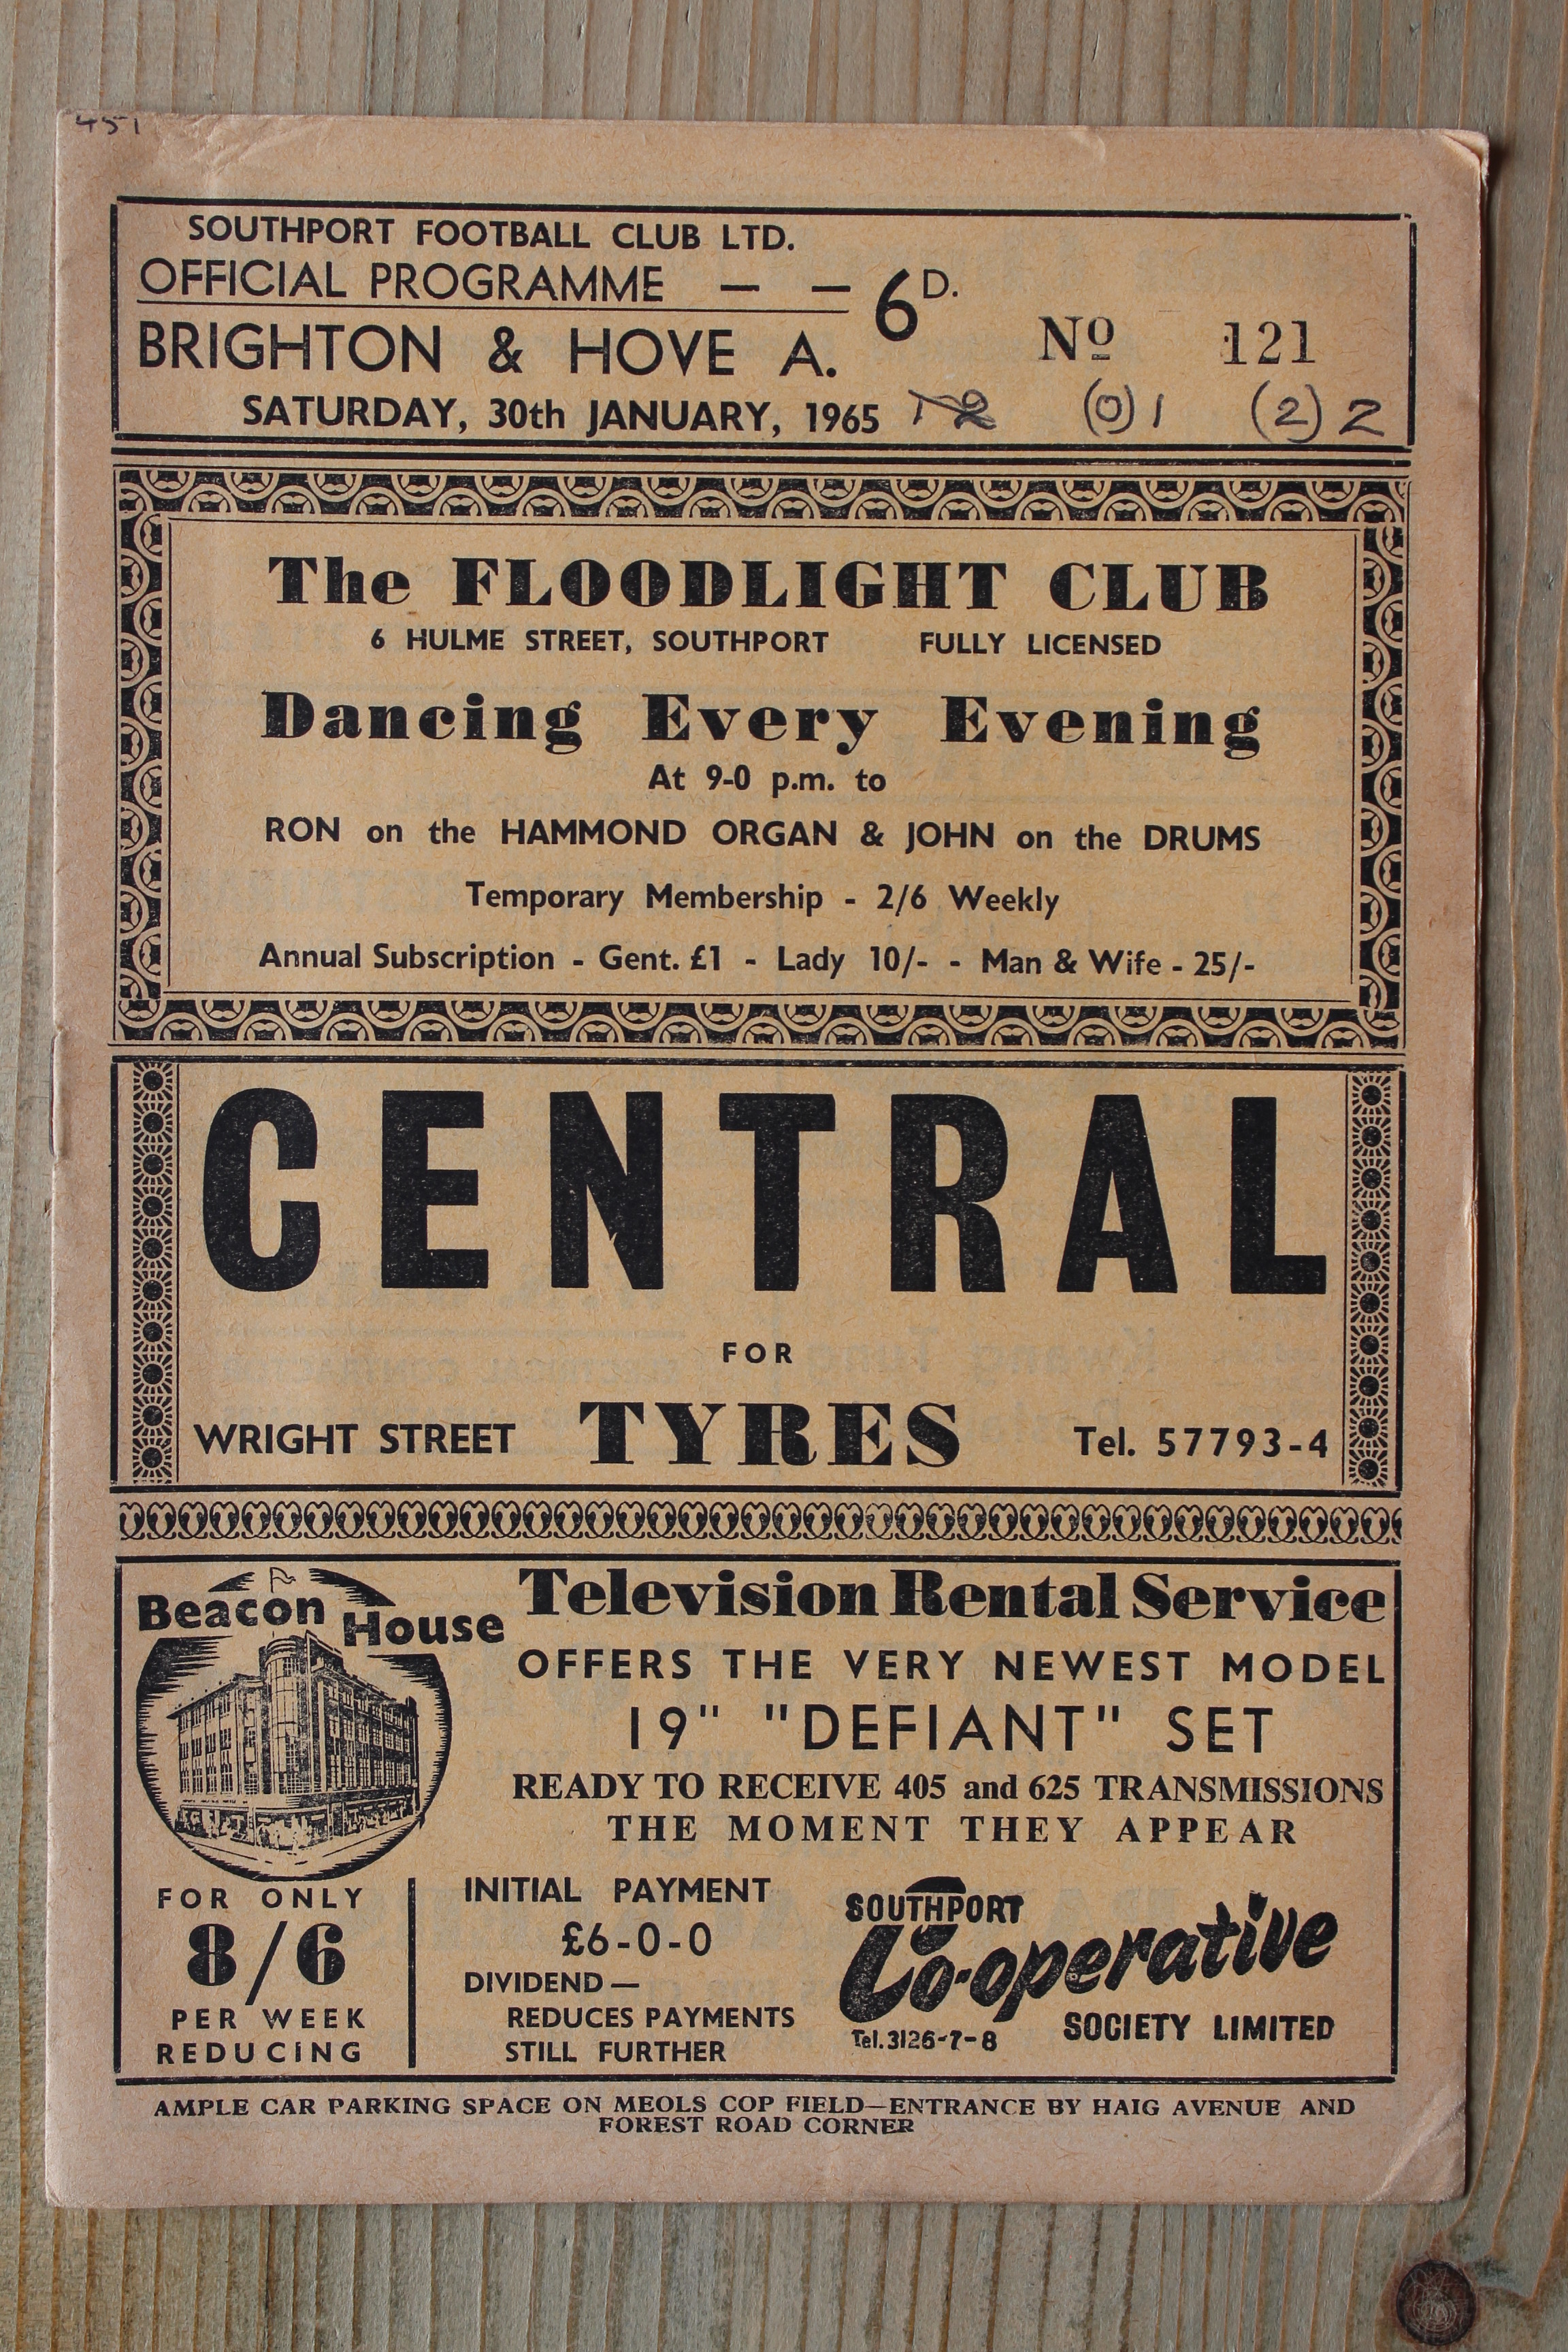 451
SOUTHPORT FOOTBALL CLUB LTD.
OFFICIAL PROGRAMME — — 6D.
BRIGHTON & HOVE A.
No 121
SATURDAY, 30th JANUARY, 1965 (0) 1 (2) 2
The FLOODLIGHT CLUB
6 HULME STREET, SOUTHPORT FULLY LICENSED
Dancing Every Evening
At 9-0 p.m. to
RON on the HAMMOND ORGAN & JOHN on the DRUMS
Temporary Membership - 2/6 Weekly
Annual Subscription - Gent. £1 - Lady 10/- - Man & Wife - 25/-
CENTRAL
FOR
WRIGHT STREET TYRES Tel. 57793-4
Beacon House
Television Rental Service
OFFERS THE VERY NEWEST MODEL
19" "DEFIANT" SET
READY TO RECEIVE 405 and 625 TRANSMISSIONS
THE MOMENT THEY APPEAR
FOR ONLY
8/6
PER WEEK
REDUCING
INITIAL PAYMENT
£6-0-0
DIVIDEND —
REDUCES PAYMENTS
STILL FURTHER
SOUTHPORT
Co-operative
SOCIETY LIMITED
Tel. 3126-7-8
AMPLE CAR PARKING SPACE ON MEOLS COP FIELD—ENTRANCE BY HAIG AVENUE AND
FOREST ROAD CORNER